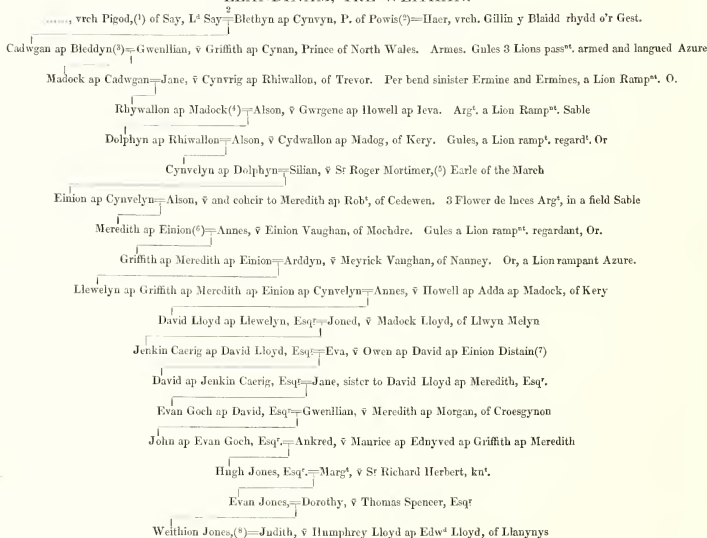 2
......., vrch Pigod,(1) of Say, Ld Say=Blethyn ap Cynvyn, P. of Powis(2)=Haer, vrch. Gillin y Blaidd rhydd o'r Gest.
Cadwgan ap Bleddyn(3)=Gwenllian, v̄ Griffith ap Cynan, Prince of North Wales. Armes. Gules 3 Lions passnt. armed and langued Azure
Madock ap Cadwgan=Jane, v̄ Cynvrig ap Rhiwallon, of Trevor. Per bend sinister Ermine and Ermines, a Lion Rampnt. O.
Rhywallon ap Madock(4)=Alson, v̄ Gwrgene ap Howell ap Ieva. Argt. a Lion Rampnt. Sable
Dolphyn ap Rhiwallon=Alson, v̄ Cydwallon ap Madog, of Kery. Gules, a Lion rampt. regardt. Or
Cynvelyn ap Dolphyn=Silian, v̄ Sr Roger Mortimer,(5) Earle of the March
Einion ap Cynvelyn=Alson, v̄ and coheir to Meredith ap Robt, of Cedewen. 3 Flower de luces Argt, in a field Sable
Meredith ap Einion(6)=Annes, v̄ Einion Vaughan, of Mochdre. Gules a Lion rampnt. regardant, Or.
Griffith ap Meredith ap Einion=Arddyn, v̄ Meyrick Vaughan, of Nanney. Or, a Lion rampant Azure.
Llewelyn ap Griffith ap Meredith ap Einion ap Cynvelyn=Annes, v̄ Howell ap Adda ap Madock, of Kery
David Lloyd ap Llewelyn, Esqr=Joned, v̄ Madock Lloyd, of Llwyn Melyn
Jenkin Caerig ap David Lloyd, Esqr=Eva, v̄ Owen ap David ap Einion Distain(7)
David ap Jenkin Caerig, Esqr=Jane, sister to David Lloyd ap Meredith, Esqr.
Evan Goch ap David, Esqr=Gwenllian, v̄ Meredith ap Morgan, of Croesgynon
John ap Evan Goch, Esqr.=Ankred, v̄ Maurice ap Ednyved ap Griffith ap Meredith
Hugh Jones, Esqr.=Margt, v̄ Sr Richard Herbert, knt.
Evan Jones,=Dorothy, v̄ Thomas Spencer, Esqr
Weithion Jones,(8)=Judith, v̄ Humphrey Lloyd ap Edwd Lloyd, of Llanynys